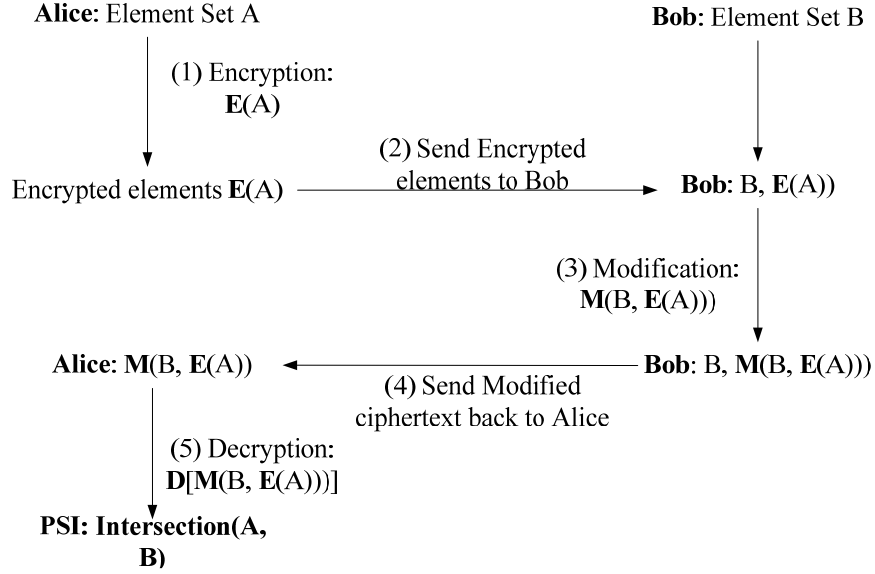 Alice: Element Set A
Bob: Element Set B
(1) Encryption:
E(A)
(2) Send Encrypted
elements to Bob
Encrypted elements E(A)
Bob: B, E(A))
(3) Modification:
M(B, E(A)))
Alice: M(B, E(A))
Bob: B, M(B, E(A)))
(4) Send Modified
ciphertext back to Alice
(5) Decryption:
D[M(B, E(A)))]
PSI: Intersection(A,
B)